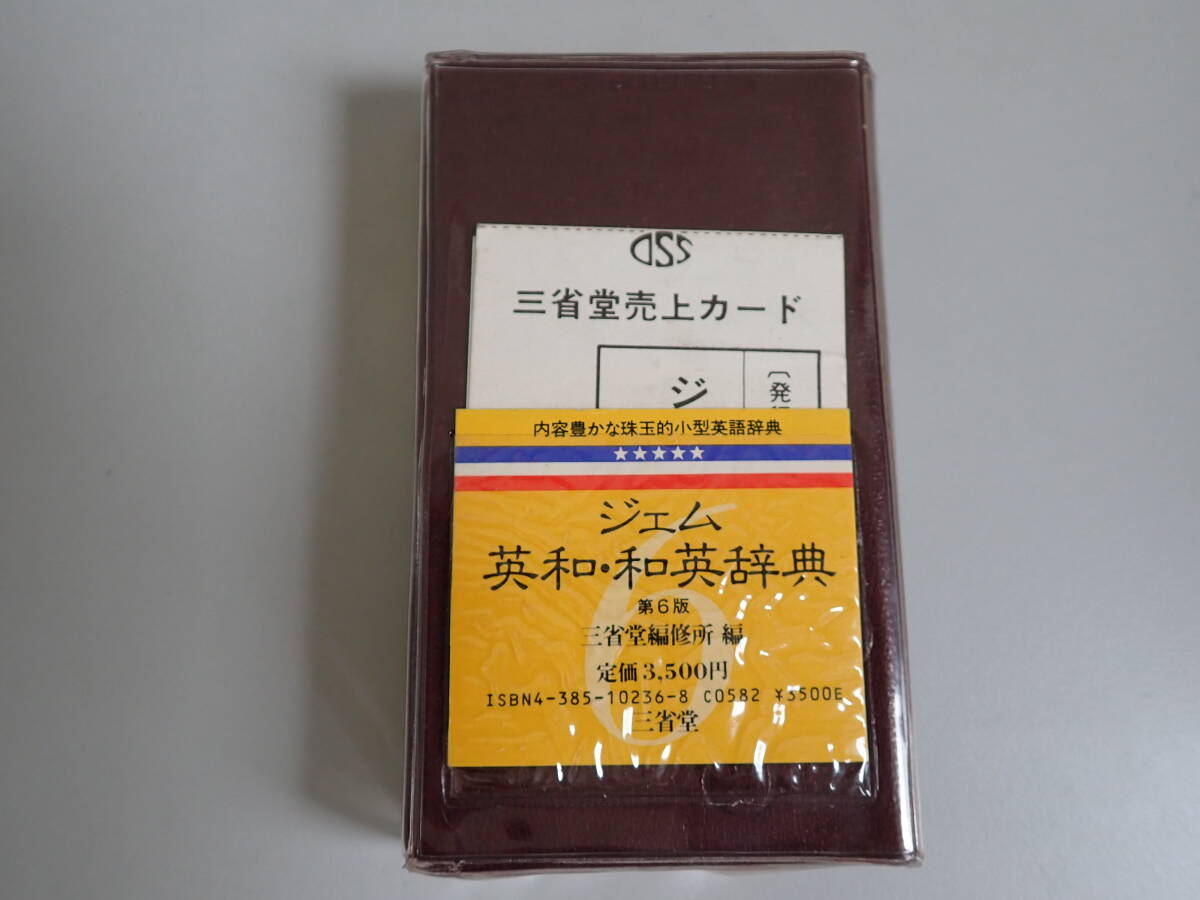 三省堂売上カード
ジ
〔発
内容豊かな珠玉的小型英語辞典
ジェム
英和・和英辞典
第6版
三省堂編修所 編
定価3,500円
ISBN4-385-10236-8 C0582 ¥3500E
三省堂
6